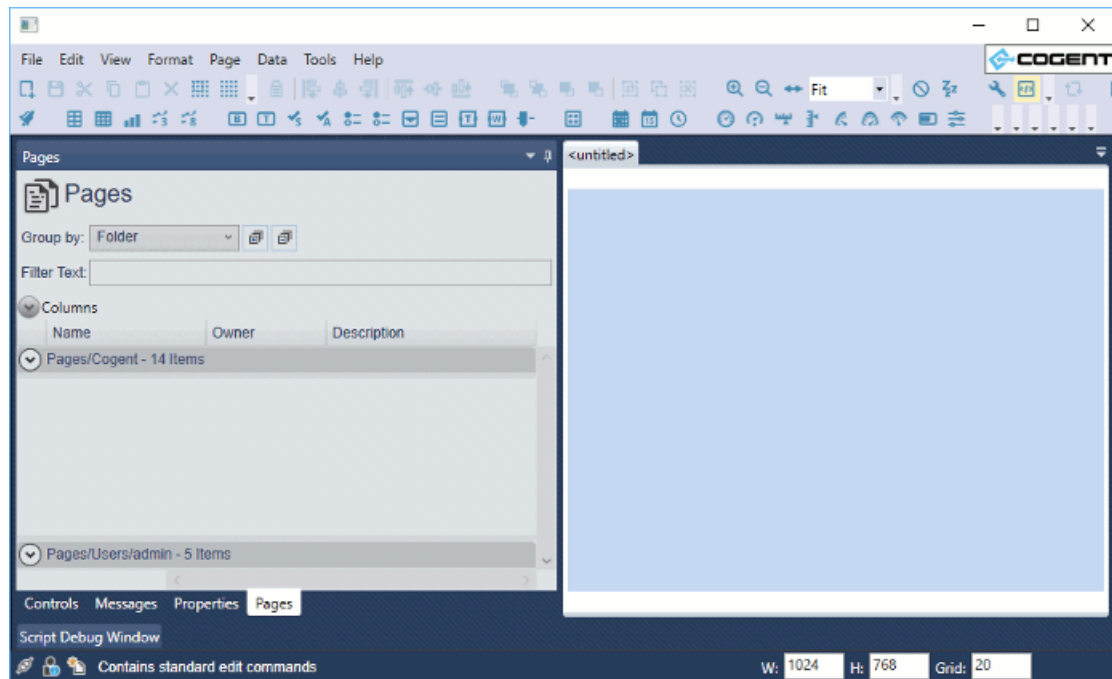 File Edit View Format Page Data Tools Help
COGENT
Fit
Pages
<untitled>
Pages
Group by: Folder
Filter Text:
Columns
Name Owner Description
Pages/Cogent - 14 Items
Pages/Users/admin - 5 Items
Controls Messages Properties Pages
Script Debug Window
Contains standard edit commands W: 1024 H: 768 Grid: 20